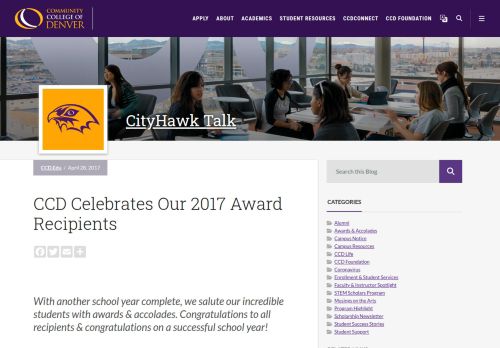 COMMUNITY
COLLEGE OF
DENVER
APPLY ABOUT ACADEMICS STUDENT RESOURCES CCDCONNECT CCD FOUNDATION
CityHawk Talk
CCD.Edu / April 26, 2017
CCD Celebrates Our 2017 Award
Recipients
With another school year complete, we salute our incredible
students with awards & accolades. Congratulations to all
recipients & congratulations on a successful school year!
Search this Blog
CATEGORIES
Alumni
Awards & Accolades
Campus Notice
Campus Resources
CCD Life
CCD Foundation
Coronavirus
Enrollment & Student Services
Faculty & Instructor Spotlight
STEM Scholars Program
Musings on the Arts
Program Highlight
Scholarship Newsletter
Student Success Stories
Student Support